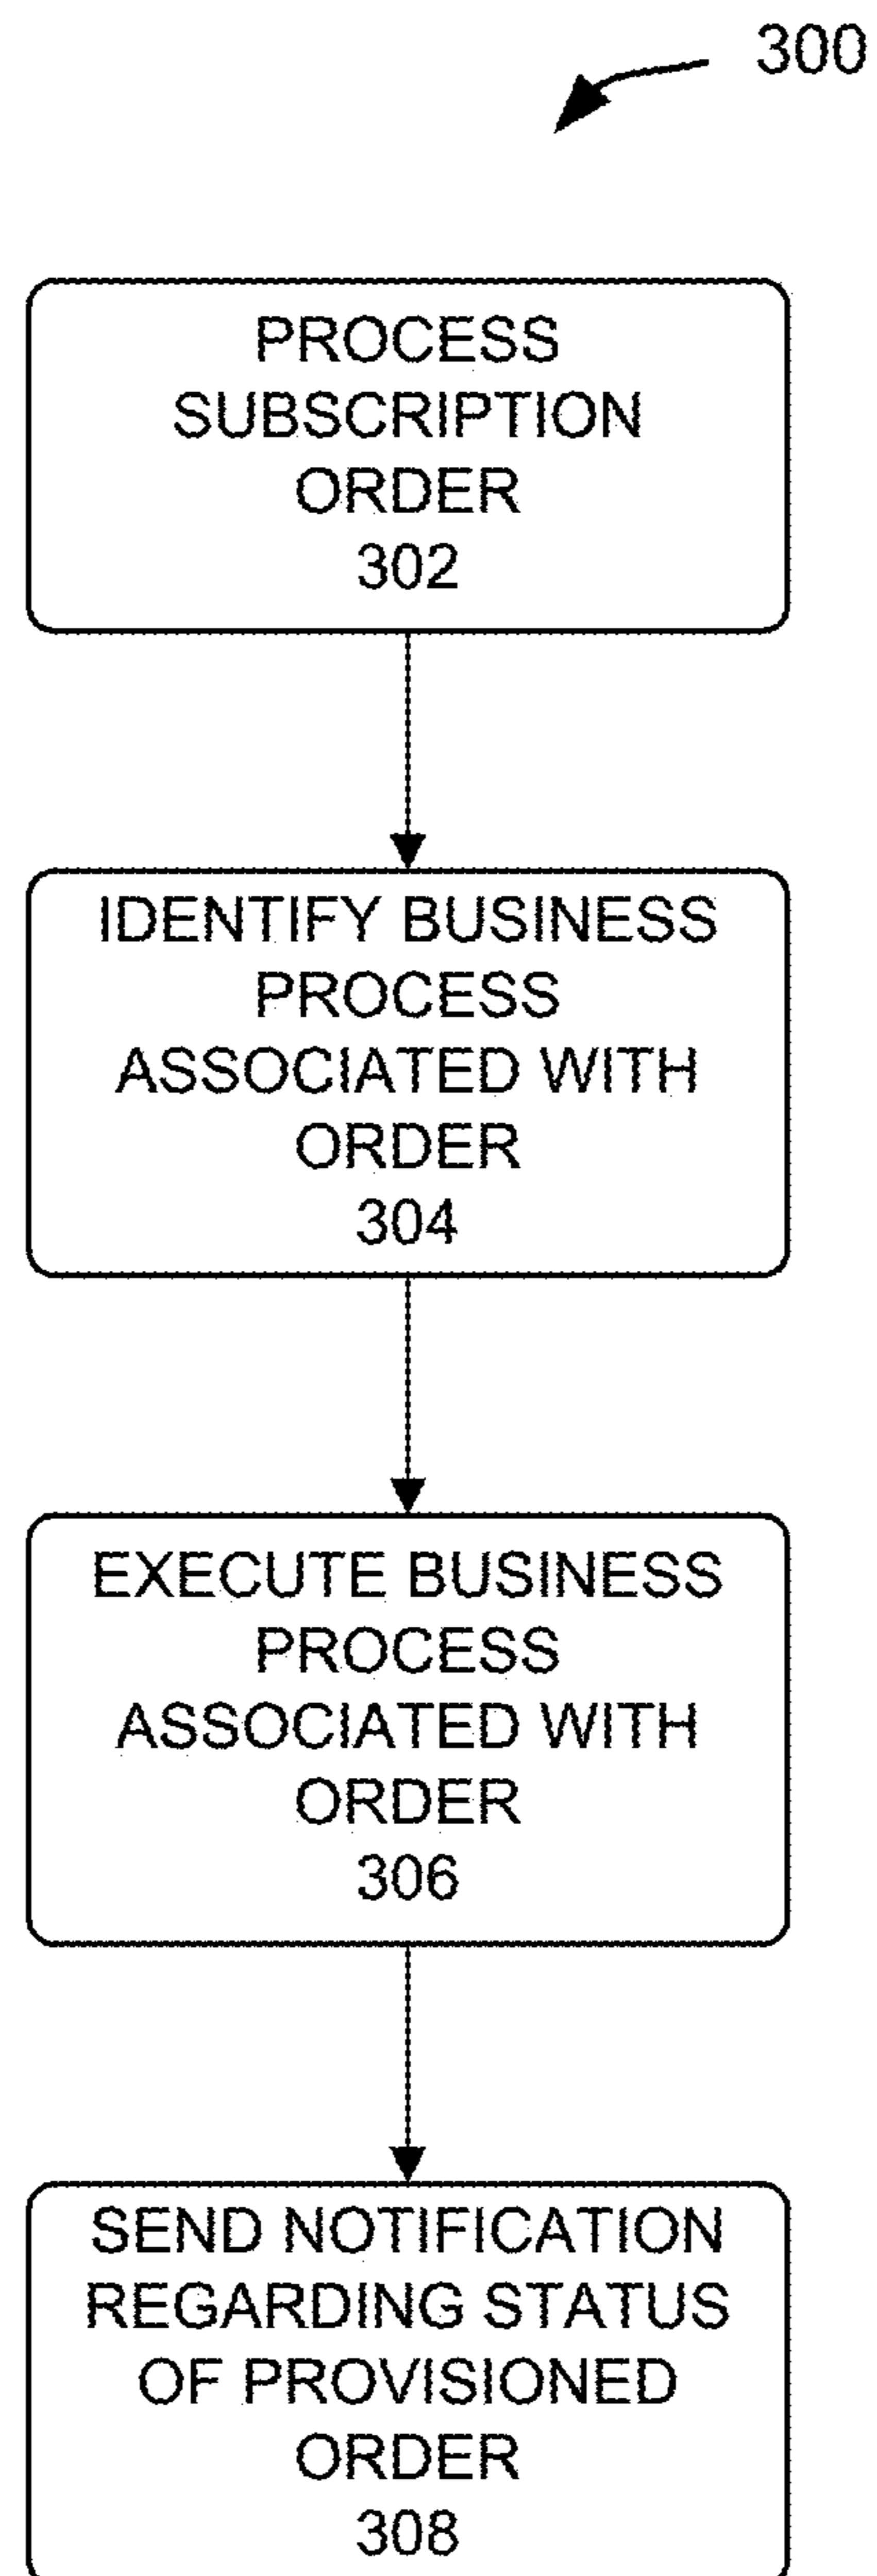 300
PROCESS
SUBSCRIPTION
ORDER
302
IDENTIFY BUSINESS
PROCESS
ASSOCIATED WITH
ORDER
304
EXECUTE BUSINESS
PROCESS
ASSOCIATED WITH
ORDER
306
SEND NOTIFICATION
REGARDING STATUS
OF PROVISIONED
ORDER
308